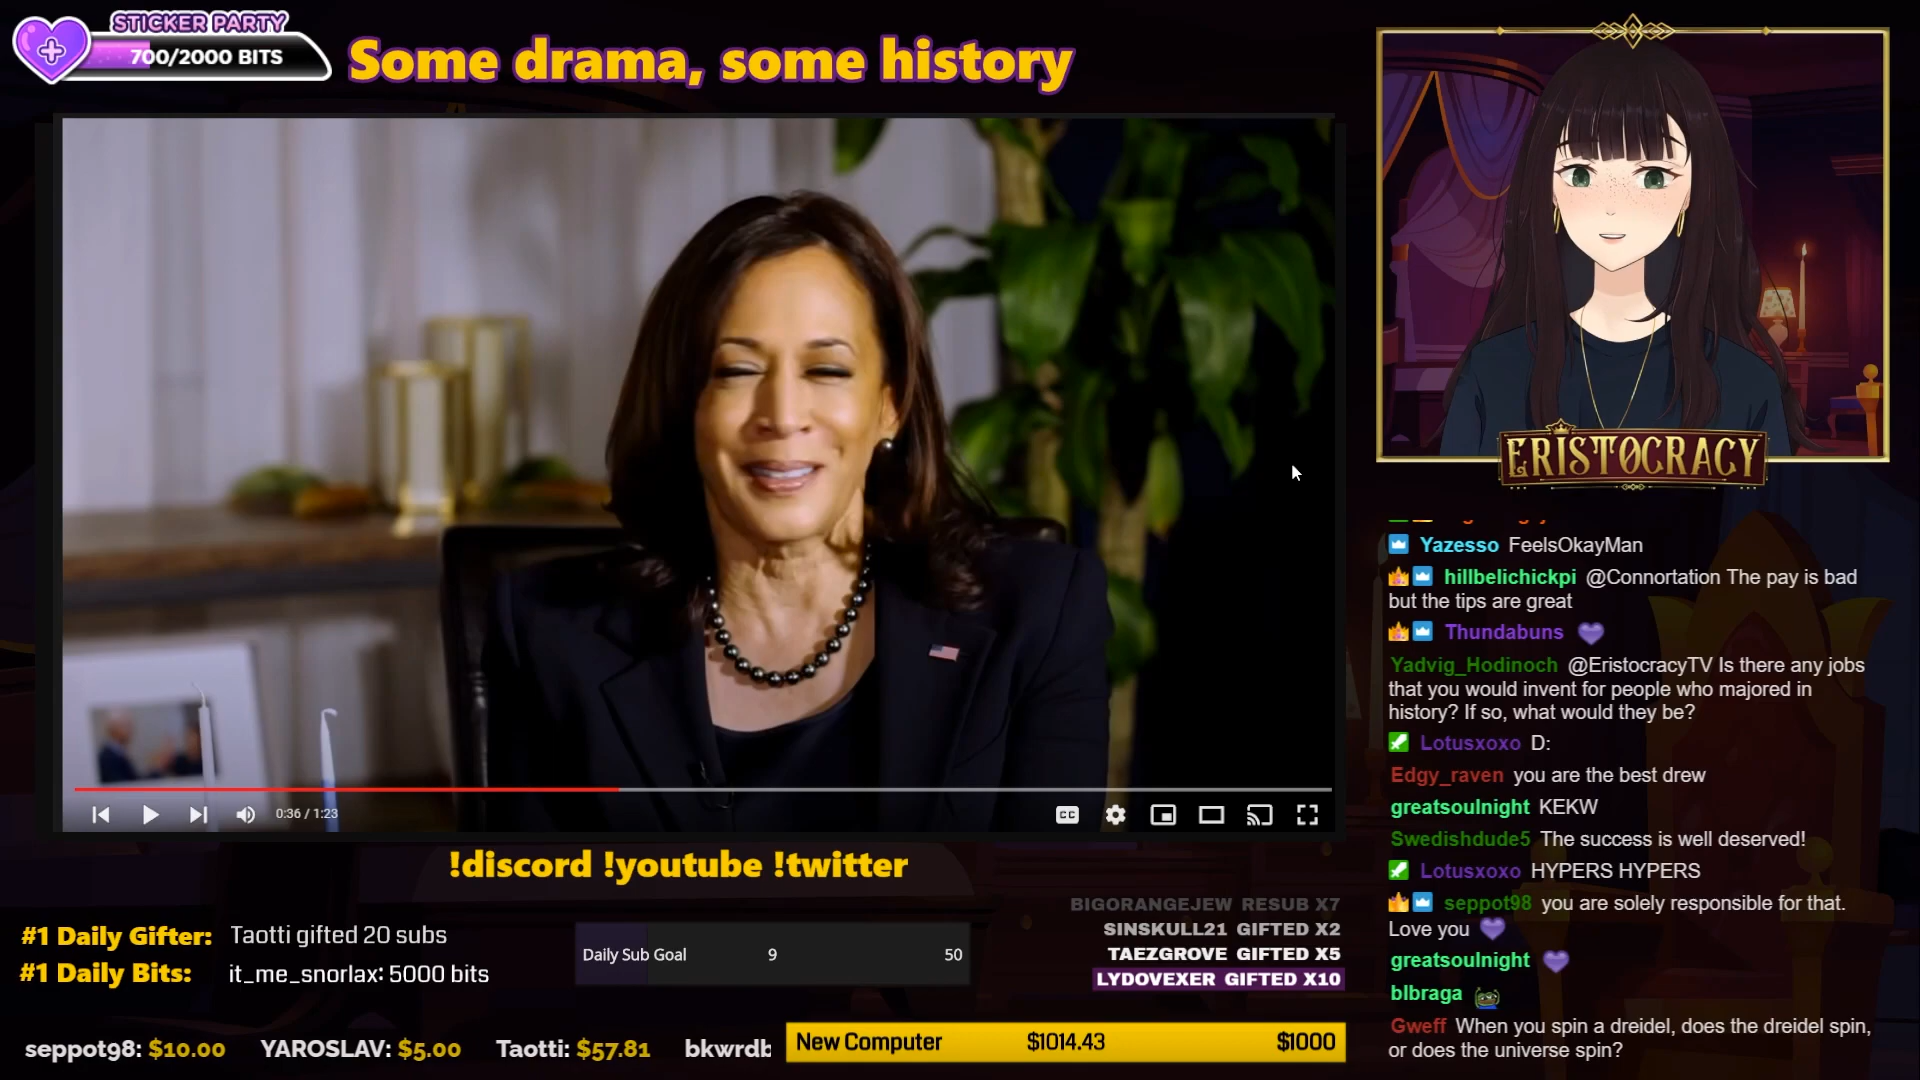 STICKER PARTY
700/2000 BITS
Some drama, some history
ERISTOCRACY
Yazesso FeelsOkayMan
hillbelichickpi @Connortation The pay is bad
but the tips are great
Thundabuns
Yadvig_Hodinoch @EristocracyTV Is there any jobs
that you would invent for people who majored in
history? If so, what would they be?
Lotusxoxo D:
Edgy_raven you are the best drew
greatsoulnight KEKW
Swedishdude5 The success is well deserved!
Lotusxoxo HYPERS HYPERS
seppot98 you are solely responsible for that.
Love you
greatsoulnight
blbraga
Gweff When you spin a dreidel, does the dreidel spin,
or does the universe spin?
0:36 / 1:23
CC
!discord !youtube !twitter
#1 Daily Gifter: Taotti gifted 20 subs
#1 Daily Bits: it_me_snorlax: 5000 bits
Daily Sub Goal 9 50
BIGORANGEJEW RESUB X7
SINSKULL21 GIFTED X2
TAEZGROVE GIFTED X5
LYDOVEXER GIFTED X10
seppot98: $10.00 YAROSLAV: $5.00 Taotti: $57.81 bkwrdb
New Computer $1014.43 $1000